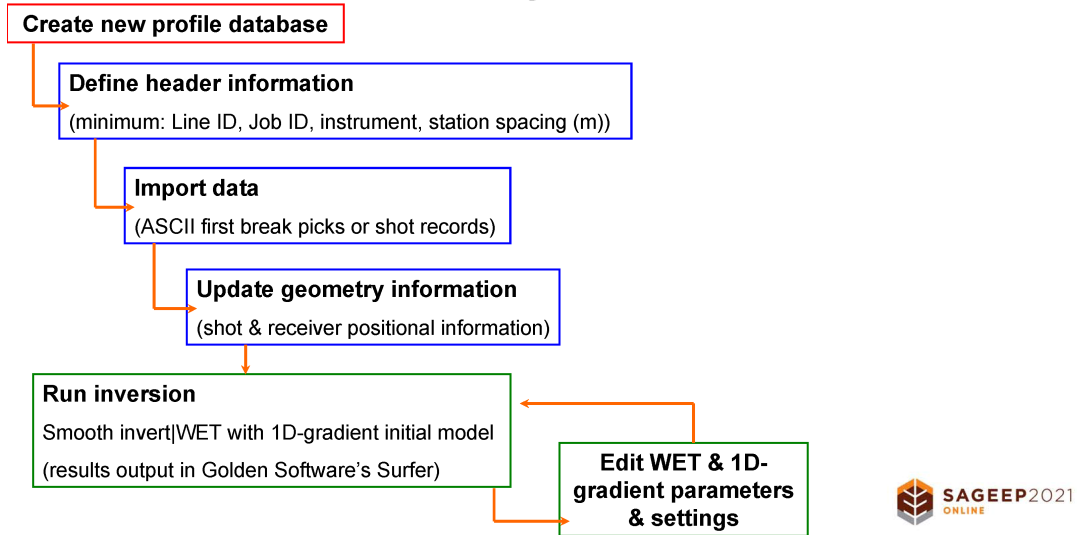 Create new profile database
Define header information
(minimum: Line ID, Job ID, instrument, station spacing (m))
Import data
(ASCII first break picks or shot records)
Update geometry information
(shot & receiver positional information)
Run inversion
Smooth invert|WET with 1D-gradient initial model
(results output in Golden Software's Surfer)
Edit WET & 1D-
gradient parameters
& settings
SAGEEP2021
ONLINE